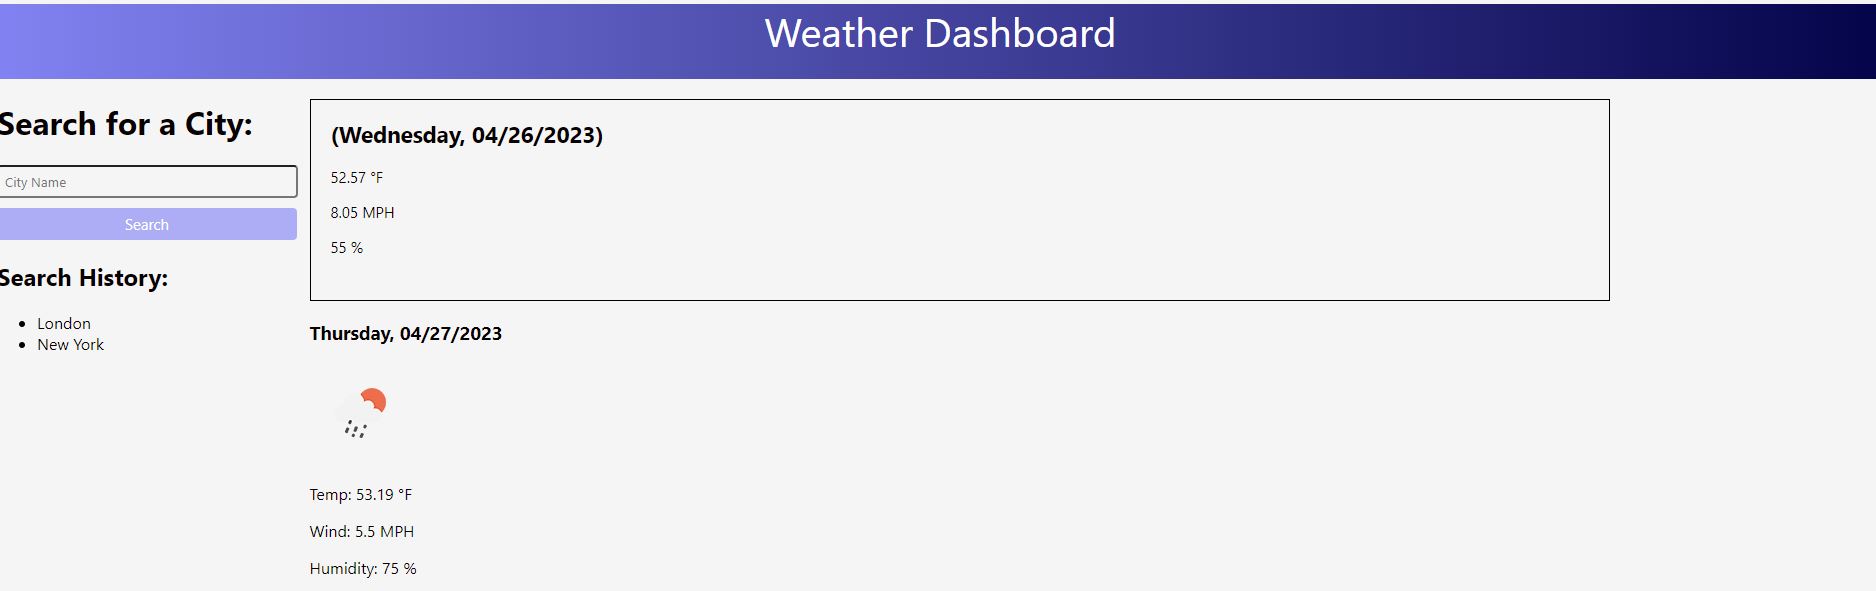 Weather Dashboard
Search for a City:
City Name
Search
Search History:
London
New York
(Wednesday, 04/26/2023)
52.57 °F
8.05 MPH
55 %
Thursday, 04/27/2023
Temp: 53.19 °F
Wind: 5.5 MPH
Humidity: 75 %